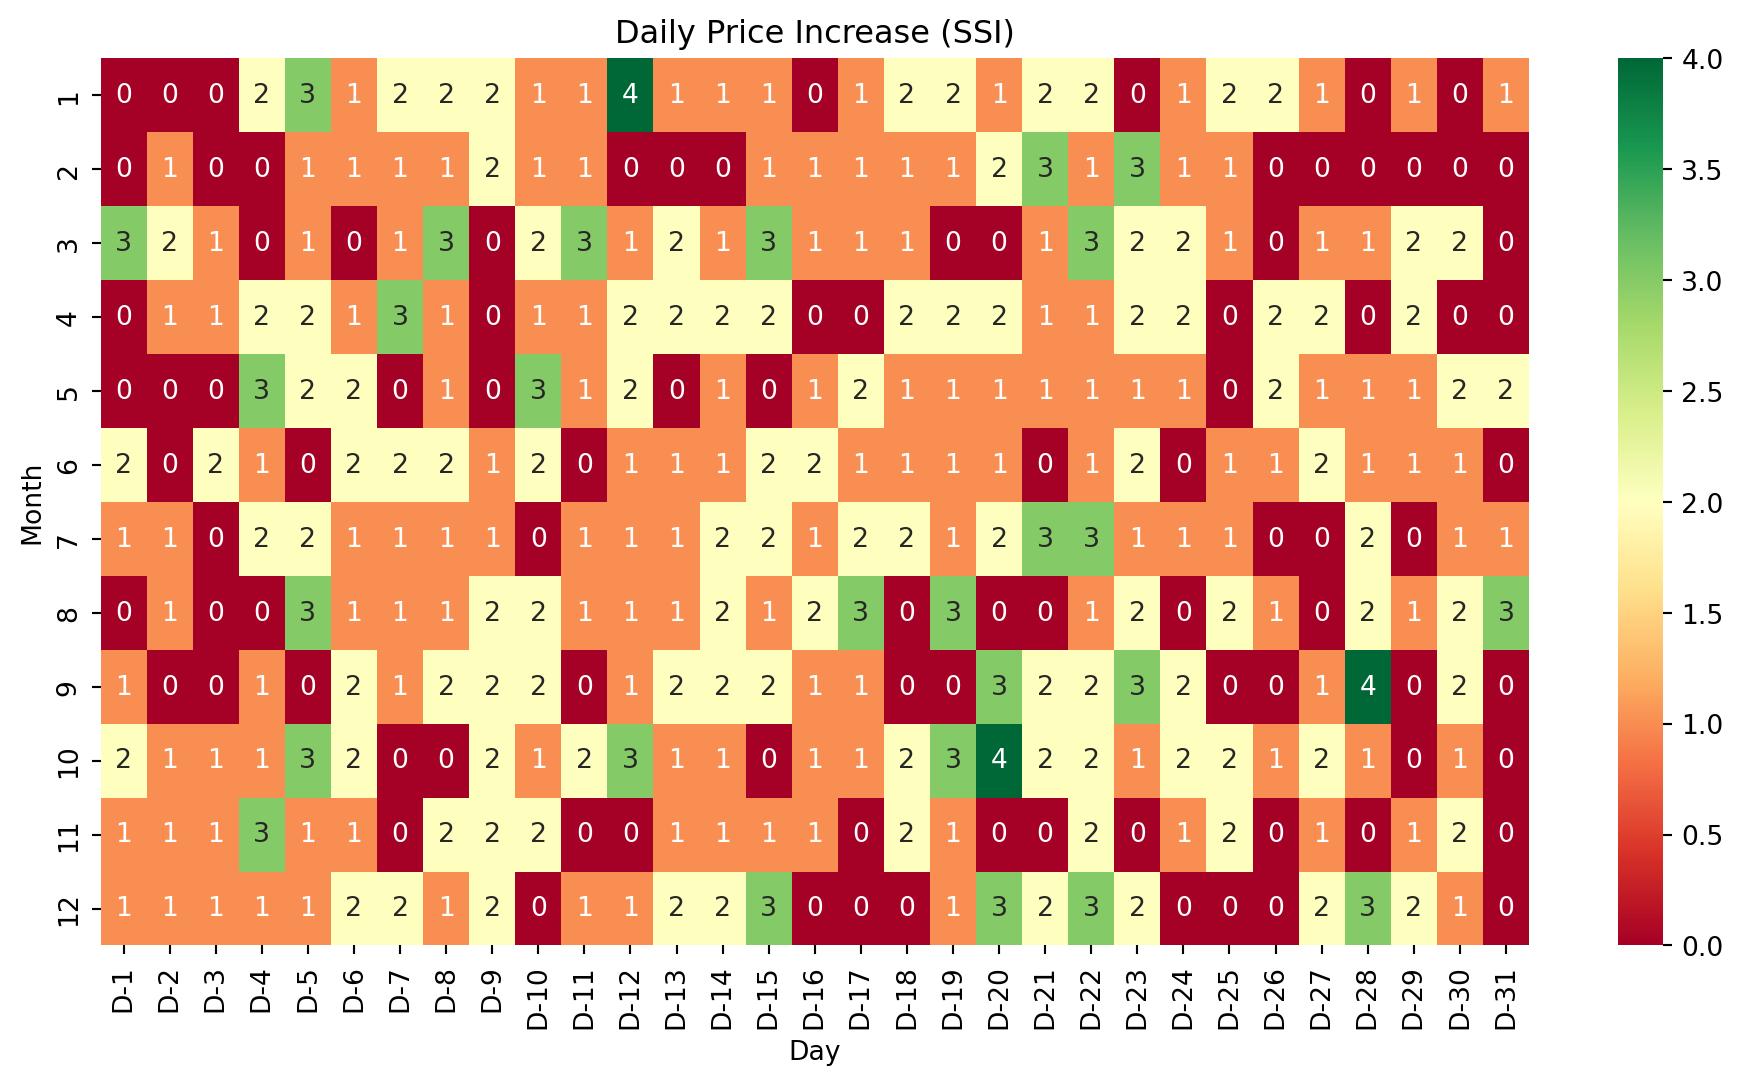 Daily Price Increase (SSI)
1 0 0 0 2 3 1 2 2 2 1 1 4 1 1 1 0 1 2 2 1 2 2 0 1 2 2 1 0 1 0 1
2 0 1 0 0 1 1 1 1 2 1 1 0 0 0 1 1 1 1 1 2 3 1 3 1 1 0 0 0 0 0 0
3 3 2 1 0 1 0 1 3 0 2 3 1 2 1 3 1 1 1 0 0 1 3 2 2 1 0 1 1 2 2 0
4 0 1 1 2 2 1 3 1 0 1 1 2 2 2 2 0 0 2 2 2 1 1 2 2 0 2 2 0 2 0 0
5 0 0 0 3 2 2 0 1 0 3 1 2 0 1 0 1 2 1 1 1 1 1 1 1 0 2 1 1 1 2 2
6 2 0 2 1 0 2 2 2 1 2 0 1 1 1 2 2 1 1 1 1 0 1 2 0 1 1 2 1 1 1 0
7 1 1 0 2 2 1 1 1 1 0 1 1 1 2 2 1 2 2 1 2 3 3 1 1 1 0 0 2 0 1 1
8 0 1 0 0 3 1 1 1 2 2 1 1 1 2 1 2 3 0 3 0 0 1 2 0 2 1 0 2 1 2 3
9 1 0 0 1 0 2 1 2 2 2 0 1 2 2 2 1 1 0 0 3 2 2 3 2 0 0 1 4 0 2 0
10 2 1 1 1 3 2 0 0 2 1 2 3 1 1 0 1 1 2 3 4 2 2 1 2 2 1 2 1 0 1 0
11 1 1 1 3 1 1 0 2 2 2 0 0 1 1 1 1 0 2 1 0 0 2 0 1 2 0 1 0 1 2 0
12 1 1 1 1 1 2 2 1 2 0 1 1 2 2 3 0 0 0 1 3 2 3 2 0 0 0 2 3 2 1 0
Month
D-1 D-2 D-3 D-4 D-5 D-6 D-7 D-8 D-9 D-10 D-11 D-12 D-13 D-14 D-15 D-16 D-17 D-18 D-19 D-20 D-21 D-22 D-23 D-24 D-25 D-26 D-27 D-28 D-29 D-30 D-31
Day
4.0
3.5
3.0
2.5
2.0
1.5
1.0
0.5
0.0